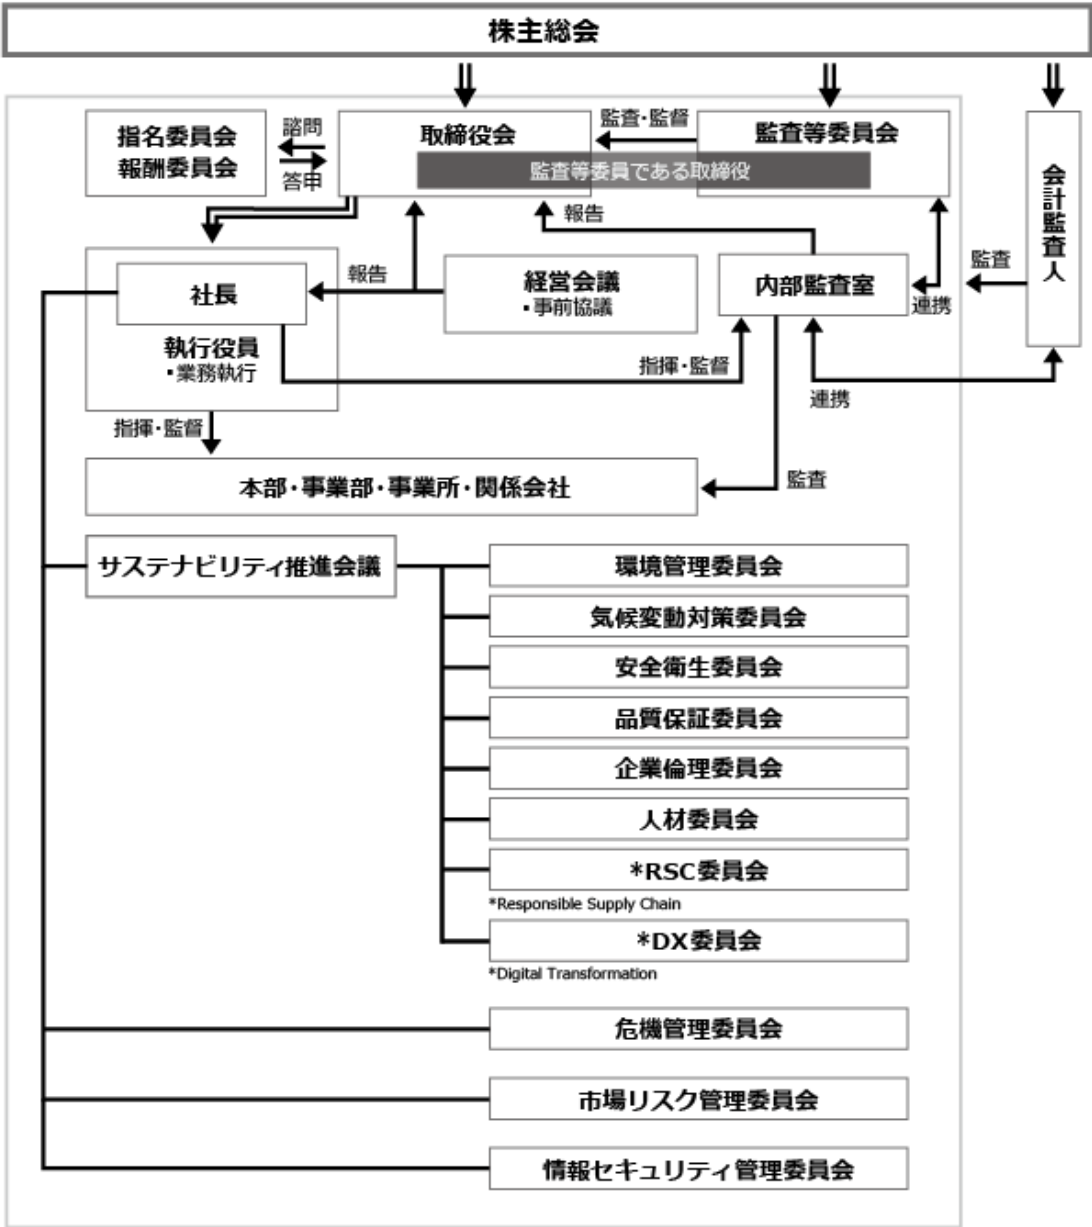 株主総会
指名委員会
報酬委員会
諮問
答申
取締役会
監査・監督
監査等委員会
監査等委員である取締役
会計監査人
報告
社長
執行役員
・業務執行
報告
経営会議
・事前協議
内部監査室
監査
連携
指揮・監督
連携
指揮・監督
本部・事業部・事業所・関係会社
監査
サステナビリティ推進会議
環境管理委員会
気候変動対策委員会
安全衛生委員会
品質保証委員会
企業倫理委員会
人材委員会
*RSC委員会
*Responsible Supply Chain
*DX委員会
*Digital Transformation
危機管理委員会
市場リスク管理委員会
情報セキュリティ管理委員会